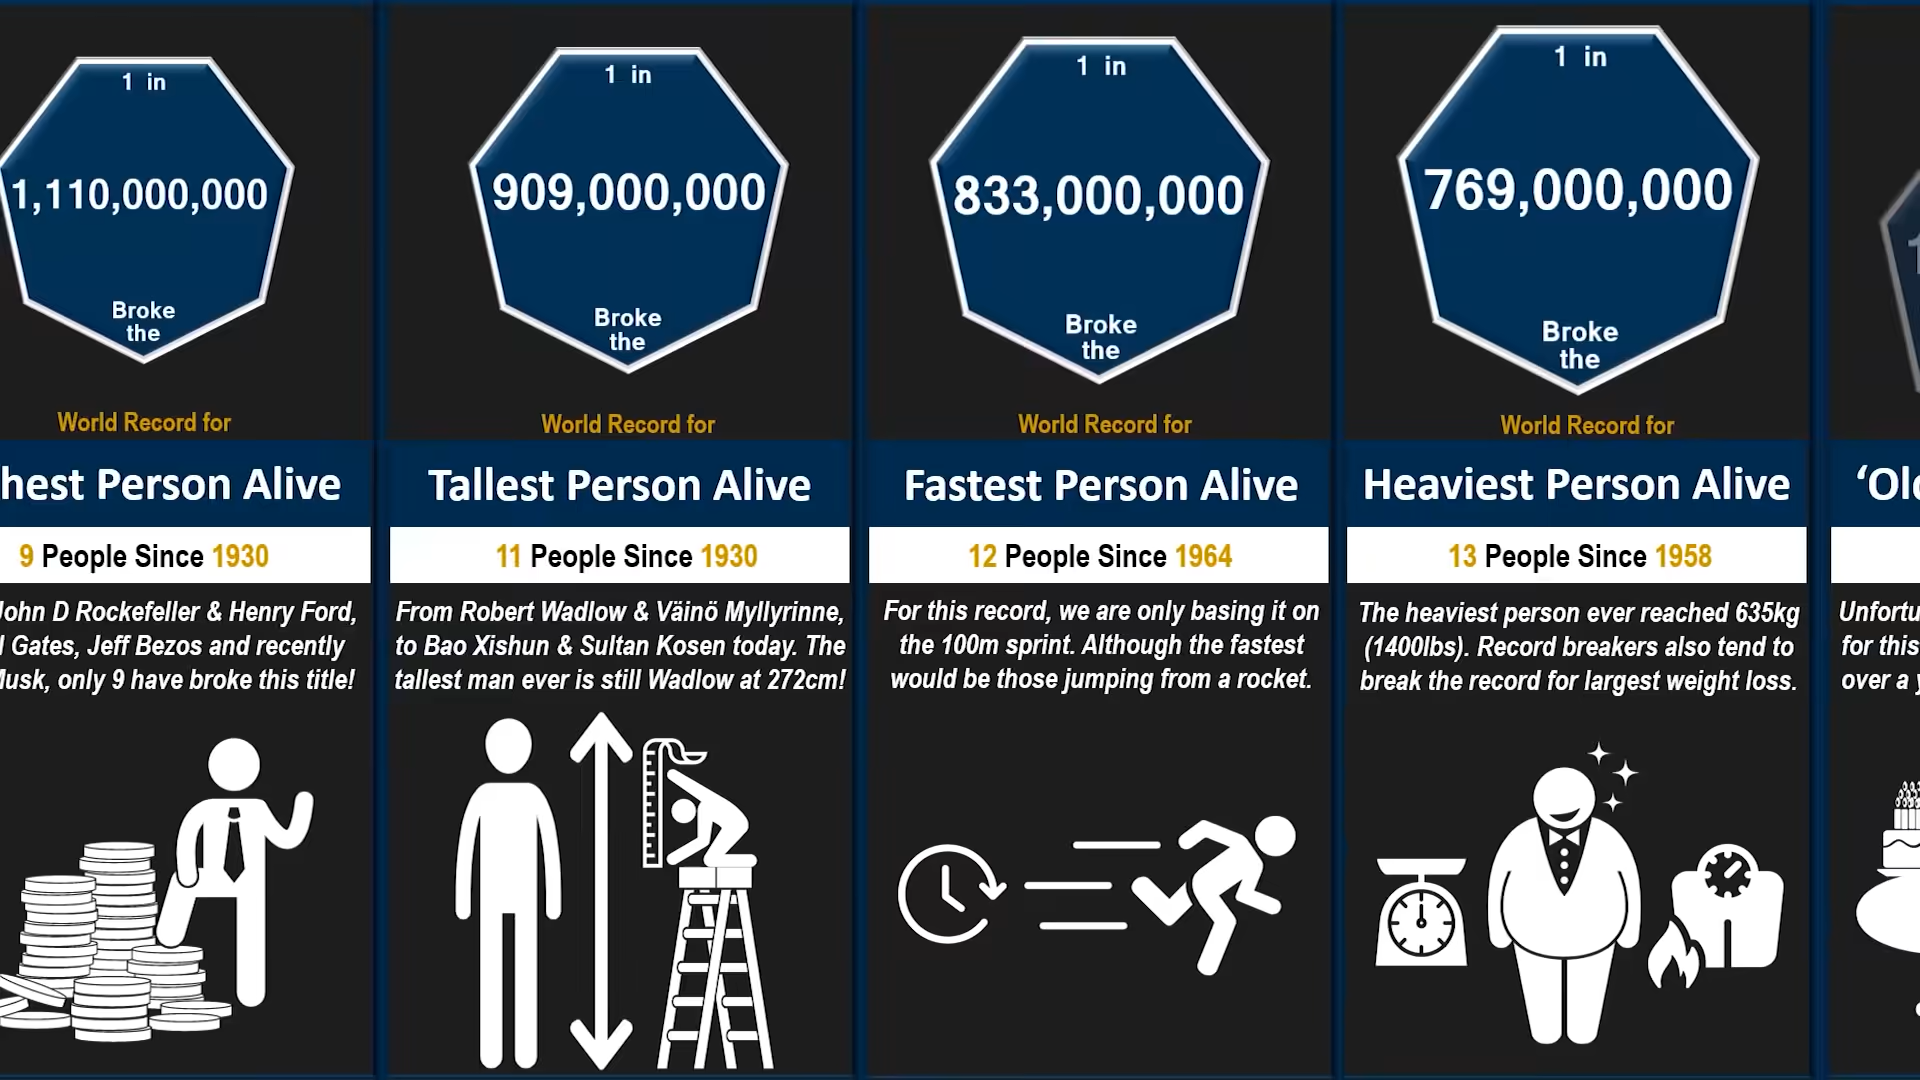 1 in
1,110,000,000
Broke
the
World Record for
hest Person Alive
9 People Since 1930
John D Rockefeller & Henry Ford,
Gates, Jeff Bezos and recently
Musk, only 9 have broke this title!
1 in
909,000,000
Broke
the
World Record for
Tallest Person Alive
11 People Since 1930
From Robert Wadlow & Väinö Myllyrinne,
to Bao Xishun & Sultan Kosen today. The
tallest man ever is still Wadlow at 272cm!
1 in
833,000,000
Broke
the
World Record for
Fastest Person Alive
12 People Since 1964
For this record, we are only basing it on
the 100m sprint. Although the fastest
would be those jumping from a rocket.
1 in
769,000,000
Broke
the
World Record for
Heaviest Person Alive
13 People Since 1958
The heaviest person ever reached 635kg
(1400lbs). Record breakers also tend to
break the record for largest weight loss.
‘Old
Unfortu
for this
over a